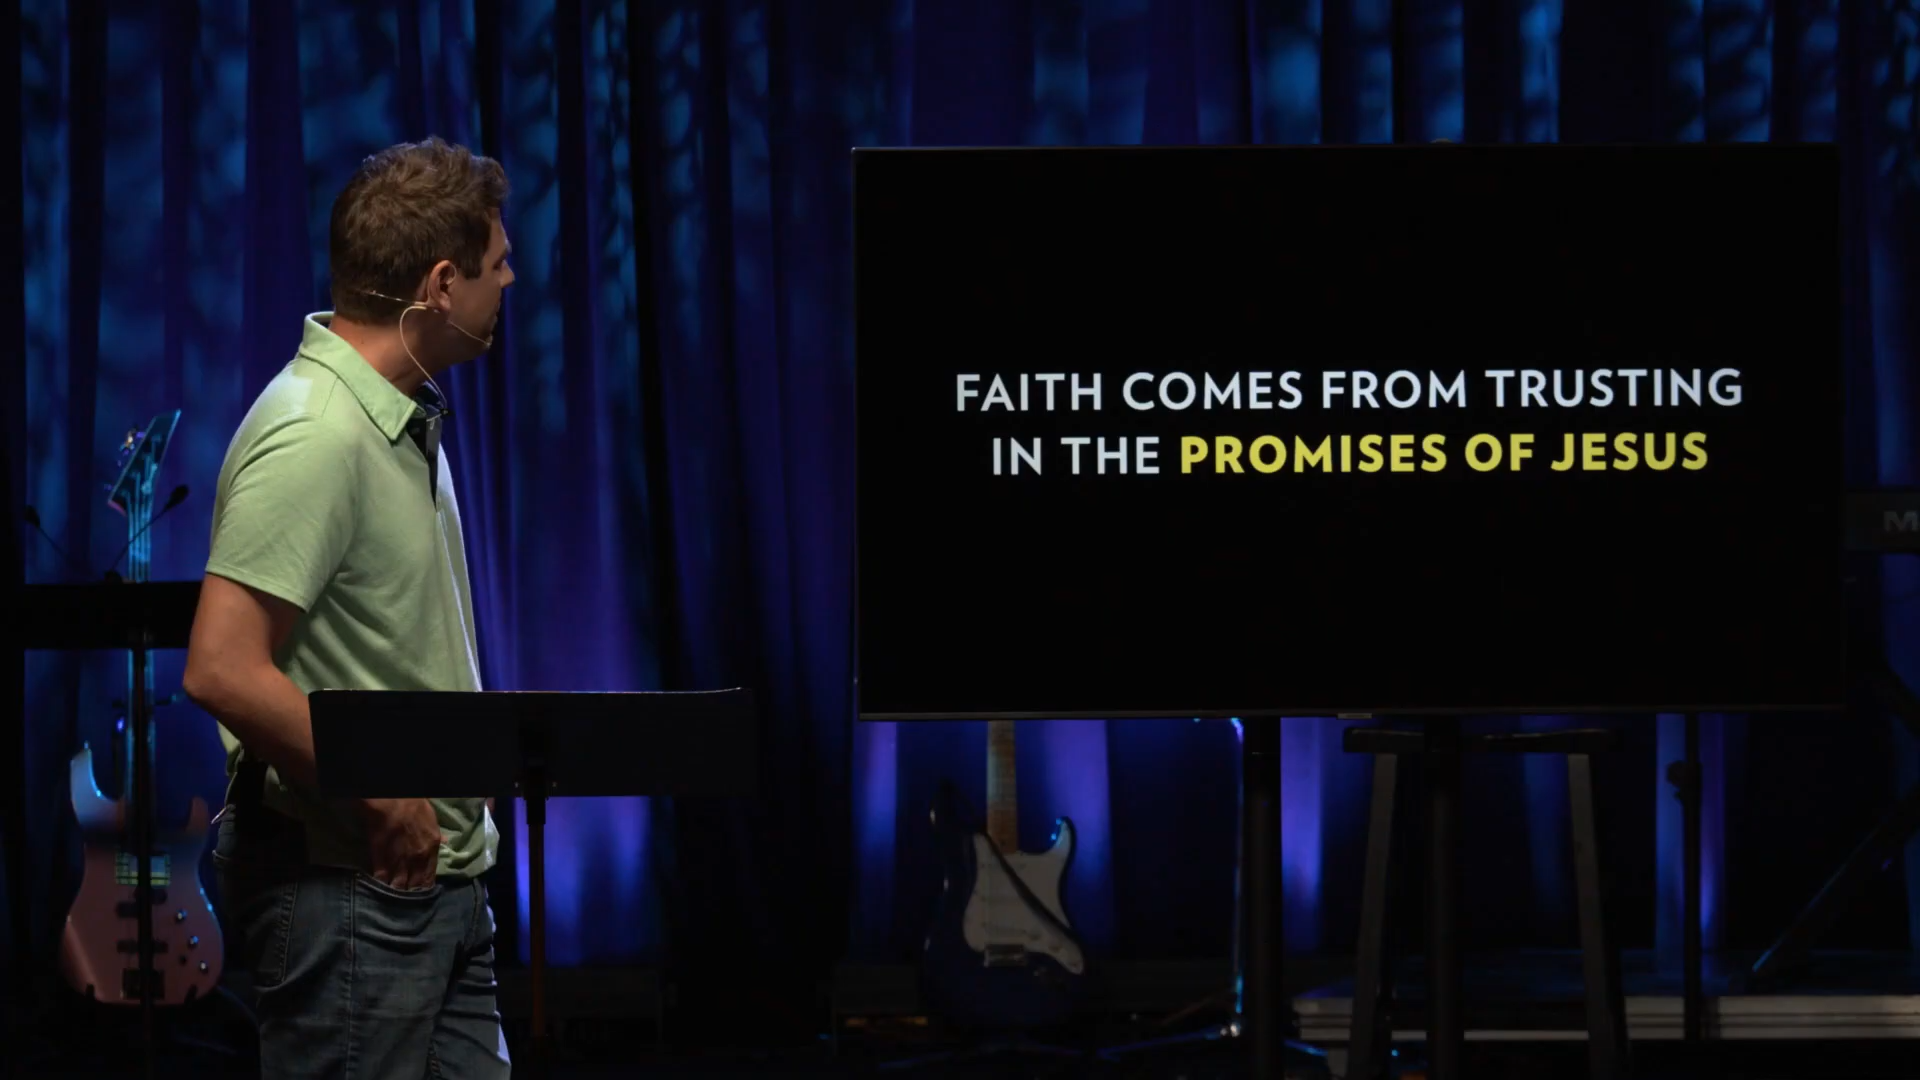 FAITH COMES FROM TRUSTING
IN THE PROMISES OF JESUS